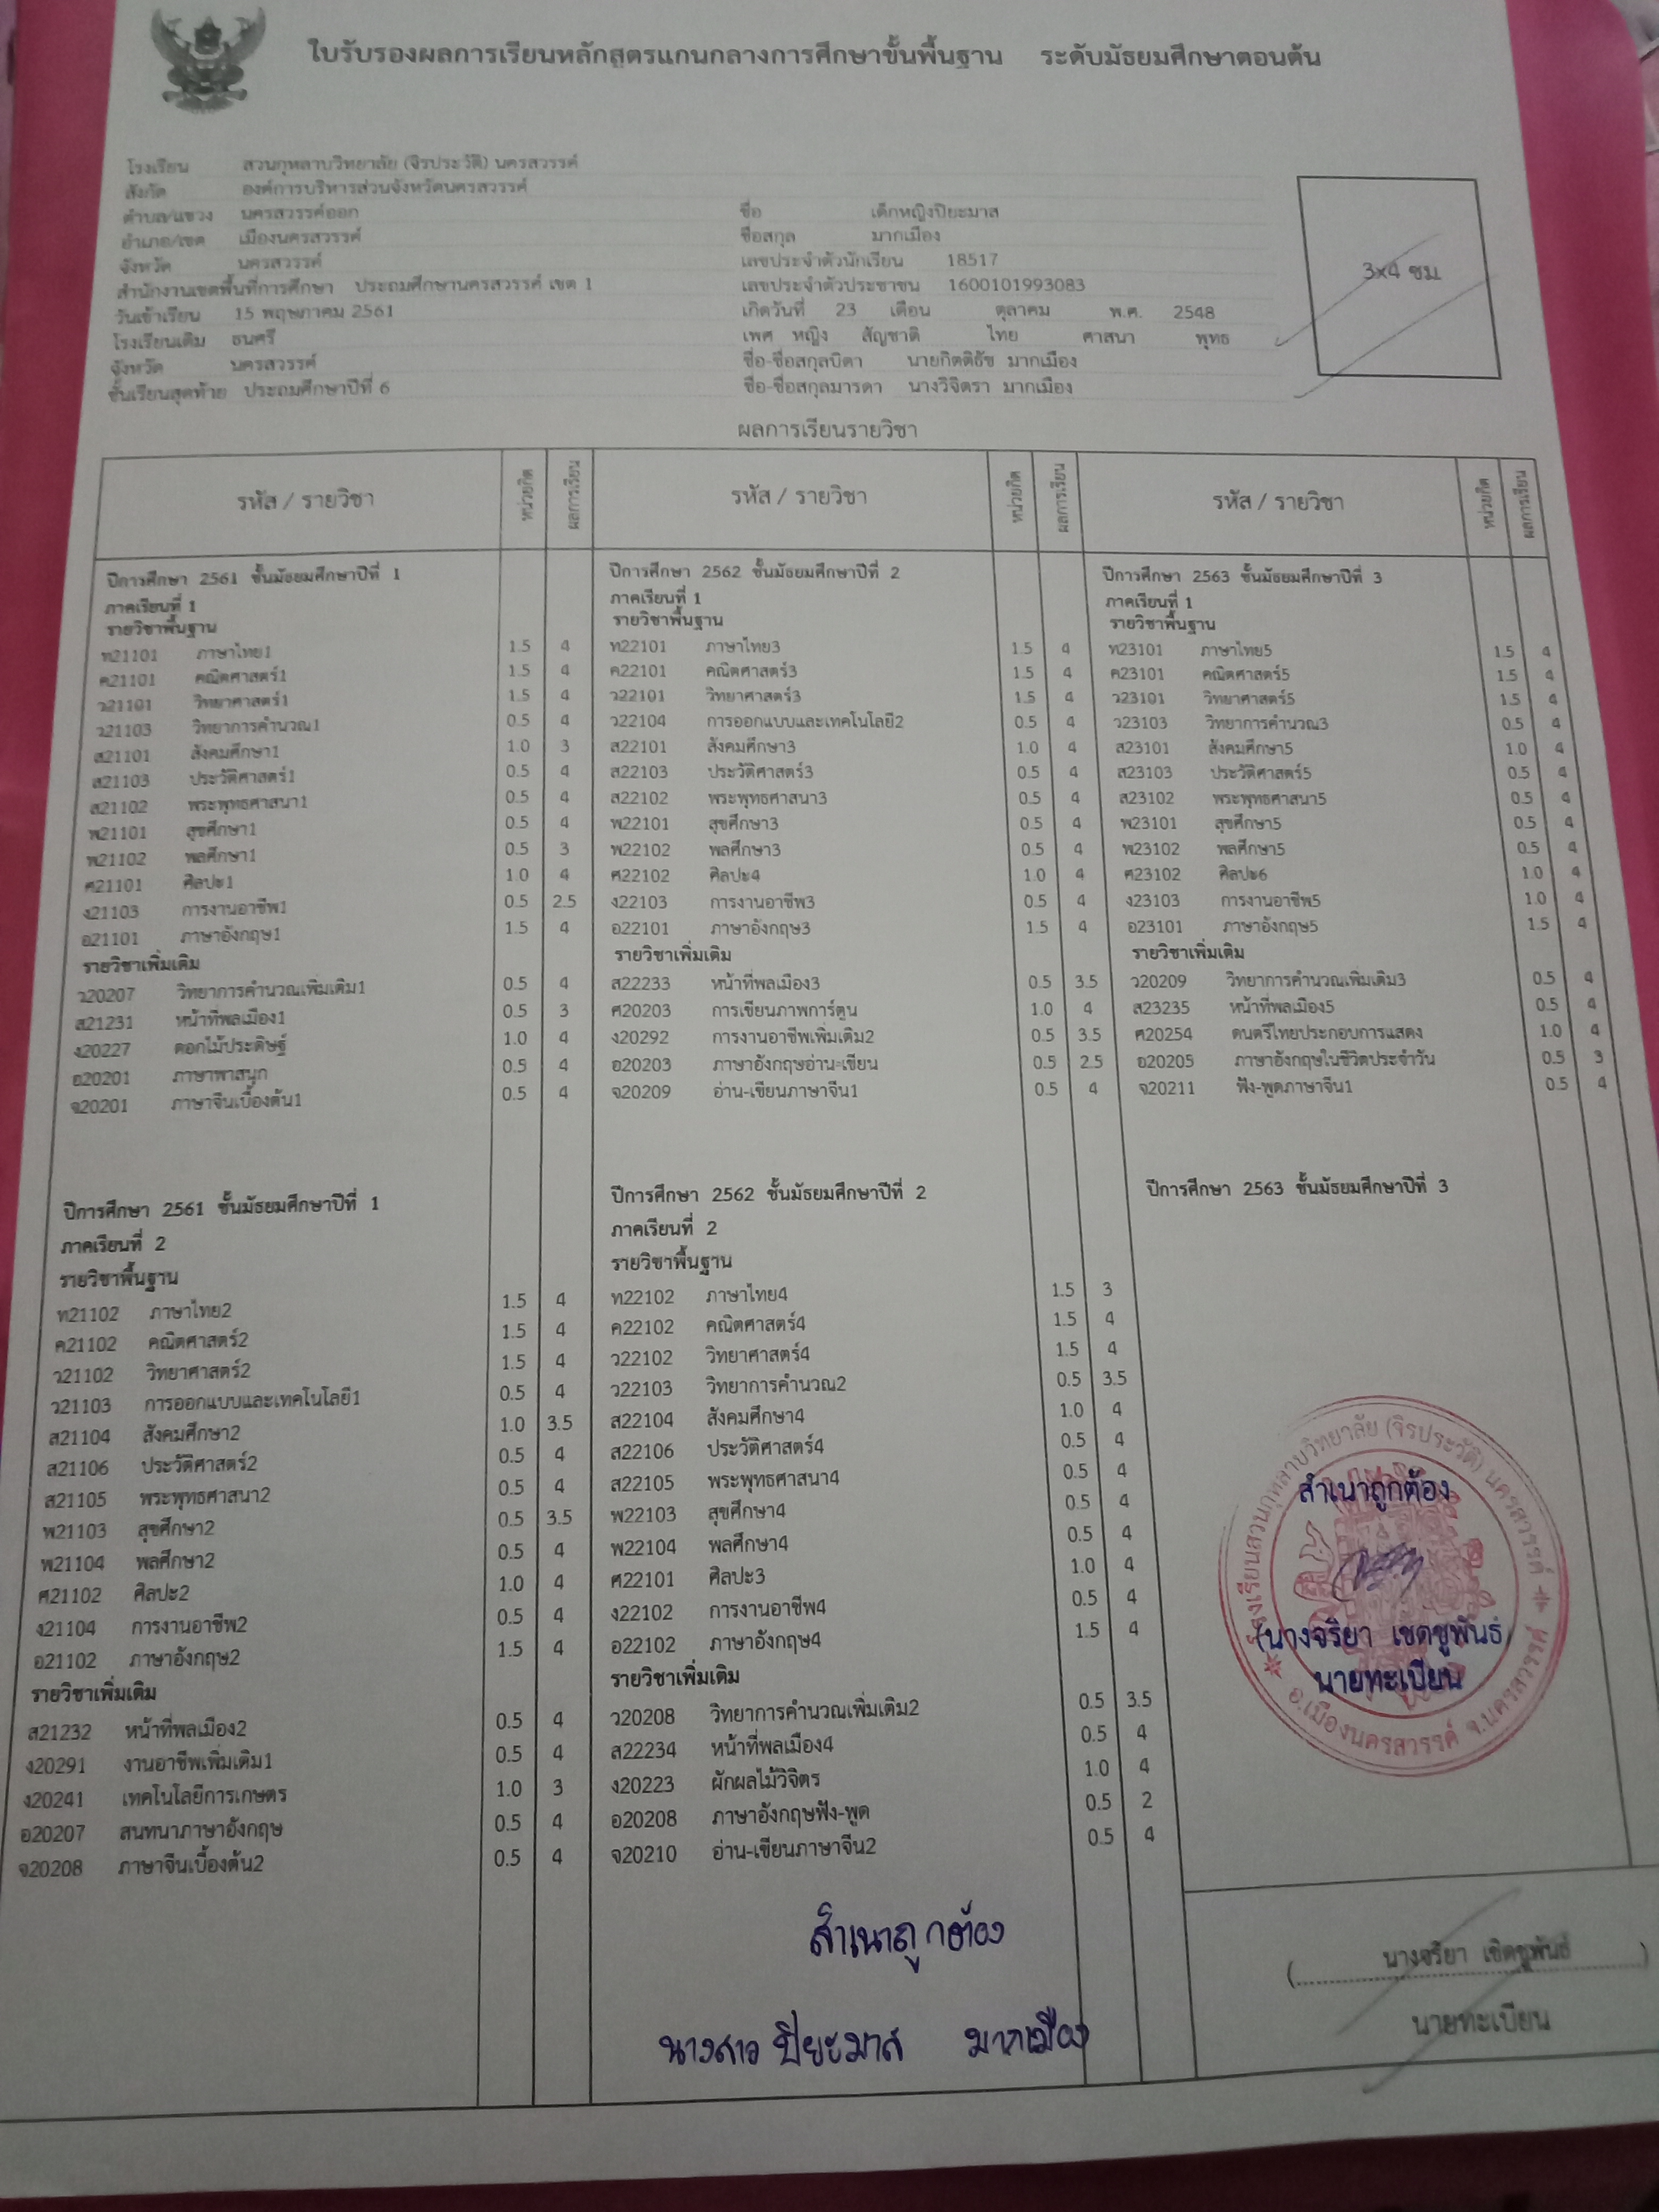 ใบรับรองผลการเรียนหลักสูตรแกนกลางการศึกษาขั้นพื้นฐาน ระดับมัธยมศึกษาตอนต้น
โรงเรียน สวนกุหลาบวิทยาลัย (จิรประวัติ) นครสวรรค์
สังกัด องค์การบริหารส่วนจังหวัดนครสวรรค์
ตำบล/แขวง นครสวรรค์ออก
อำเภอ/เขต เมืองนครสวรรค์
จังหวัด นครสวรรค์
สำนักงานเขตพื้นที่การศึกษา ประถมศึกษานครสวรรค์ เขต 1
วันเข้าเรียน 15 พฤษภาคม 2561
โรงเรียนเดิม ธนศรี
จังหวัด นครสวรรค์
ชั้นเรียนสุดท้าย ประถมศึกษาปีที่ 6
ชื่อ เด็กหญิงปิยะมาส
ชื่อสกุล มากเมือง
เลขประจำตัวนักเรียน 18517
เลขประจำตัวประชาชน 1600101993083
เกิดวันที่ 23 เดือน ตุลาคม พ.ศ. 2548
เพศ หญิง สัญชาติ ไทย ศาสนา พุทธ
ชื่อ-ชื่อสกุลบิดา นายกิตติธัช มากเมือง
ชื่อ-ชื่อสกุลมารดา นางวิจิตรา มากเมือง
3x4 ซม.
ผลการเรียนรายวิชา
รหัส / รายวิชา หน่วยกิต ผลการเรียน
ปีการศึกษา 2561 ชั้นมัธยมศึกษาปีที่ 1
ภาคเรียนที่ 1
รายวิชาพื้นฐาน
ท21101 ภาษาไทย1 1.5 4
ค21101 คณิตศาสตร์1 1.5 4
ว21101 วิทยาศาสตร์1 1.5 4
ว21103 วิทยาการคำนวณ1 0.5 4
ส21101 สังคมศึกษา1 1.0 3
ส21103 ประวัติศาสตร์1 0.5 4
ส21102 พระพุทธศาสนา1 0.5 4
พ21101 สุขศึกษา1 0.5 4
พ21102 พลศึกษา1 0.5 3
ศ21101 ศิลปะ1 1.0 4
ง21103 การงานอาชีพ1 0.5 2.5
อ21101 ภาษาอังกฤษ1 1.5 4
รายวิชาเพิ่มเติม
ว20207 วิทยาการคำนวณเพิ่มเติม1 0.5 4
ส21231 หน้าที่พลเมือง1 0.5 3
ง20227 ดอกไม้ประดิษฐ์ 1.0 4
อ20201 ภาษาพาสนุก 0.5 4
จ20201 ภาษาจีนเบื้องต้น1 0.5 4
ปีการศึกษา 2561 ชั้นมัธยมศึกษาปีที่ 1
ภาคเรียนที่ 2
รายวิชาพื้นฐาน
ท21102 ภาษาไทย2 1.5 4
ค21102 คณิตศาสตร์2 1.5 4
ว21102 วิทยาศาสตร์2 1.5 4
ว21103 การออกแบบและเทคโนโลยี1 0.5 4
ส21104 สังคมศึกษา2 1.0 3.5
ส21106 ประวัติศาสตร์2 0.5 4
ส21105 พระพุทธศาสนา2 0.5 4
พ21103 สุขศึกษา2 0.5 3.5
พ21104 พลศึกษา2 0.5 4
ศ21102 ศิลปะ2 1.0 4
ง21104 การงานอาชีพ2 0.5 4
อ21102 ภาษาอังกฤษ2 1.5 4
รายวิชาเพิ่มเติม
ส21232 หน้าที่พลเมือง2 0.5 4
ง20291 งานอาชีพเพิ่มเติม1 0.5 4
ง20241 เทคโนโลยีการเกษตร 1.0 3
อ20207 สนทนาภาษาอังกฤษ 0.5 4
จ20208 ภาษาจีนเบื้องต้น2 0.5 4
รหัส / รายวิชา หน่วยกิต ผลการเรียน
ปีการศึกษา 2562 ชั้นมัธยมศึกษาปีที่ 2
ภาคเรียนที่ 1
รายวิชาพื้นฐาน
ท22101 ภาษาไทย3 1.5 4
ค22101 คณิตศาสตร์3 1.5 4
ว22101 วิทยาศาสตร์3 1.5 4
ว22104 การออกแบบและเทคโนโลยี2 0.5 4
ส22101 สังคมศึกษา3 1.0 4
ส22103 ประวัติศาสตร์3 0.5 4
ส22102 พระพุทธศาสนา3 0.5 4
พ22101 สุขศึกษา3 0.5 4
พ22102 พลศึกษา3 0.5 4
ศ22102 ศิลปะ4 1.0 4
ง22103 การงานอาชีพ3 0.5 4
อ22101 ภาษาอังกฤษ3 1.5 4
รายวิชาเพิ่มเติม
ส22233 หน้าที่พลเมือง3 0.5 3.5
ศ20203 การเขียนภาพการ์ตูน 1.0 4
ง20292 การงานอาชีพเพิ่มเติม2 0.5 3.5
อ20203 ภาษาอังกฤษอ่าน-เขียน 0.5 2.5
จ20209 อ่าน-เขียนภาษาจีน1 0.5 4
ปีการศึกษา 2562 ชั้นมัธยมศึกษาปีที่ 2
ภาคเรียนที่ 2
รายวิชาพื้นฐาน
ท22102 ภาษาไทย4 1.5 3
ค22102 คณิตศาสตร์4 1.5 4
ว22102 วิทยาศาสตร์4 1.5 4
ว22103 วิทยาการคำนวณ2 0.5 3.5
ส22104 สังคมศึกษา4 1.0 4
ส22106 ประวัติศาสตร์4 0.5 4
ส22105 พระพุทธศาสนา4 0.5 4
พ22103 สุขศึกษา4 0.5 4
พ22104 พลศึกษา4 0.5 4
ศ22101 ศิลปะ3 1.0 4
ง22102 การงานอาชีพ4 0.5 4
อ22102 ภาษาอังกฤษ4 1.5 4
รายวิชาเพิ่มเติม
ว20208 วิทยาการคำนวณเพิ่มเติม2 0.5 3.5
ส22234 หน้าที่พลเมือง4 0.5 4
ง20223 ผักผลไม้วิจิตร 1.0 4
อ20208 ภาษาอังกฤษฟัง-พูด 0.5 2
จ20210 อ่าน-เขียนภาษาจีน2 0.5 4
สำเนาถูกต้อง
นางสาว ปิยะมาส มากเมือง
รหัส / รายวิชา หน่วยกิต ผลการเรียน
ปีการศึกษา 2563 ชั้นมัธยมศึกษาปีที่ 3
ภาคเรียนที่ 1
รายวิชาพื้นฐาน
ท23101 ภาษาไทย5 1.5 4
ค23101 คณิตศาสตร์5 1.5 4
ว23101 วิทยาศาสตร์5 1.5 4
ว23103 วิทยาการคำนวณ3 0.5 4
ส23101 สังคมศึกษา5 1.0 4
ส23103 ประวัติศาสตร์5 0.5 4
ส23102 พระพุทธศาสนา5 0.5 4
พ23101 สุขศึกษา5 0.5 4
พ23102 พลศึกษา5 0.5 4
ศ23102 ศิลปะ6 1.0 4
ง23103 การงานอาชีพ5 1.0 4
อ23101 ภาษาอังกฤษ5 1.5 4
รายวิชาเพิ่มเติม
ว20209 วิทยาการคำนวณเพิ่มเติม3 0.5 4
ส23235 หน้าที่พลเมือง5 0.5 4
ศ20254 ดนตรีไทยประกอบการแสดง 1.0 4
อ20205 ภาษาอังกฤษในชีวิตประจำวัน 0.5 3
จ20211 ฟัง-พูดภาษาจีน1 0.5 4
ปีการศึกษา 2563 ชั้นมัธยมศึกษาปีที่ 3
โรงเรียนสวนกุหลาบวิทยาลัย (จิรประวัติ) นครสวรรค์
สำเนาถูกต้อง
(นางจริยา เชดชูพันธ์
นายทะเบียน
อ.เมืองนครสวรรค์ จ.นครสวรรค์
( นางจริยา เชิดชูพันธ์ )
นายทะเบียน